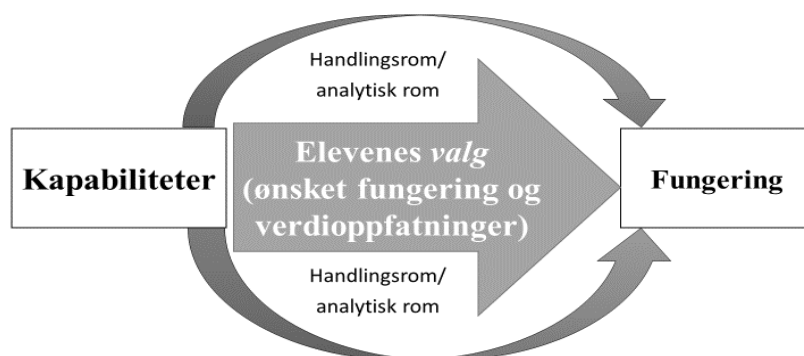 Handlingsrom/
analytisk rom
Kapabiliteter
Elevenes valg
(ønsket fungering og
verdioppfatninger)
Fungering
Handlingsrom/
analytisk rom